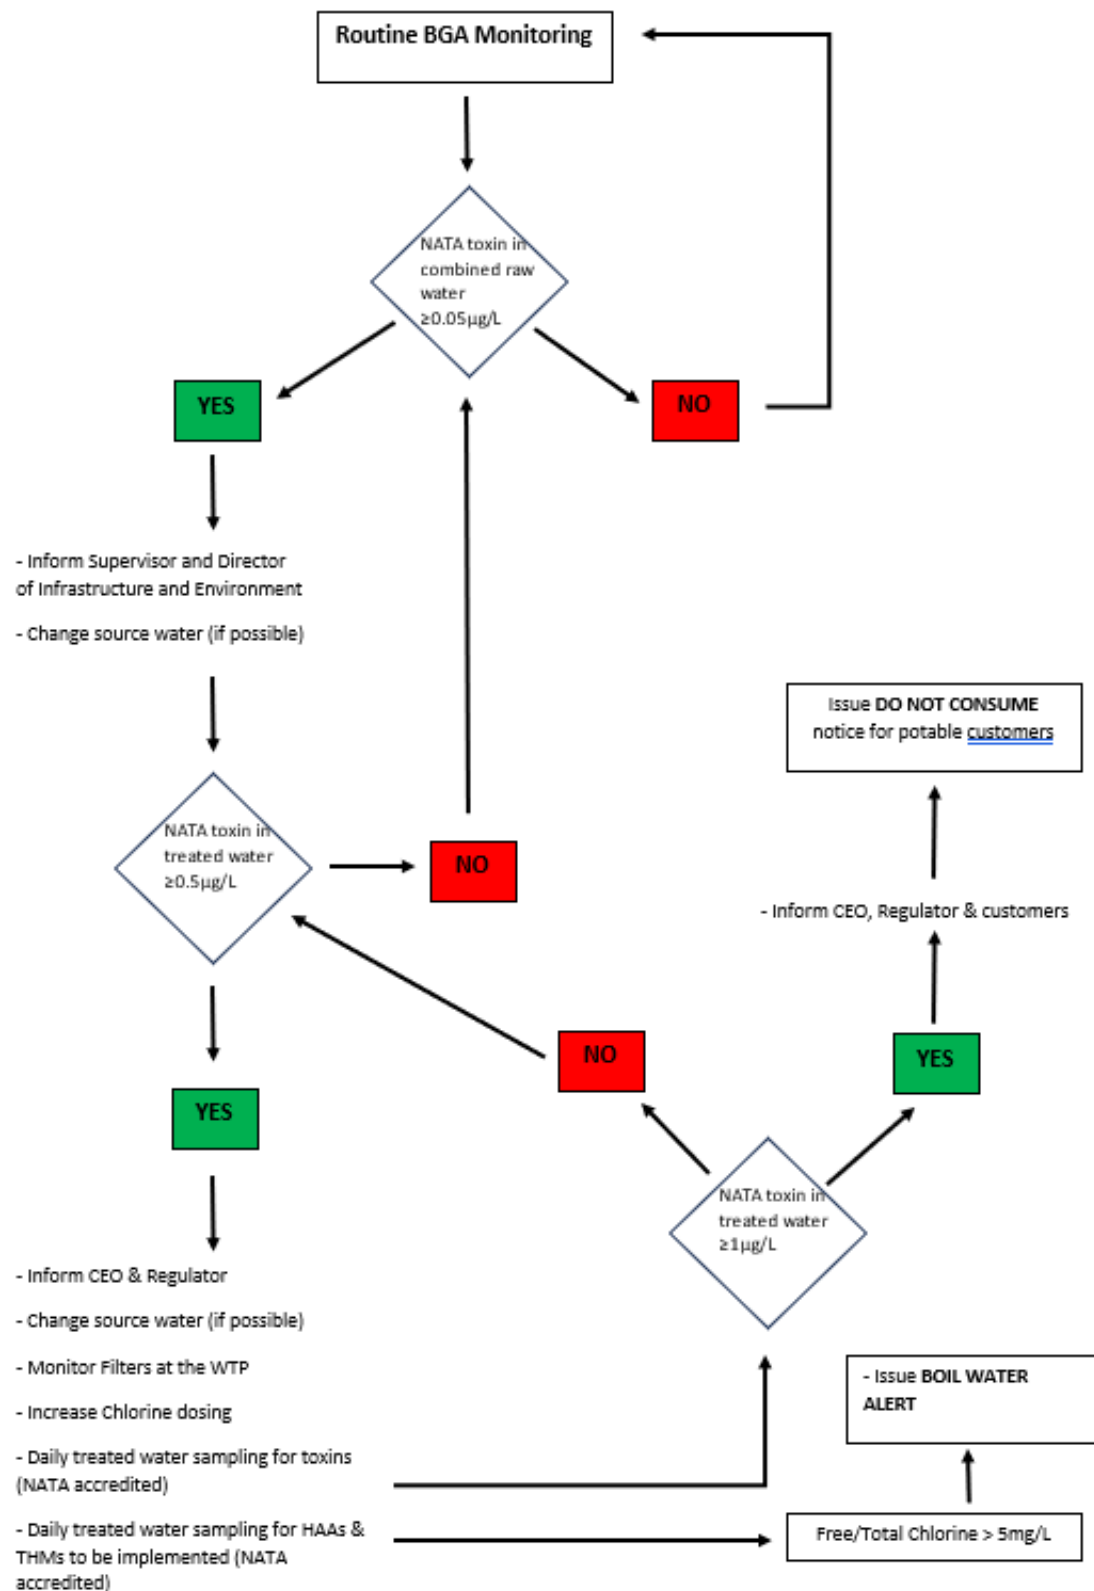 Routine BGA Monitoring
NATA toxin in
combined raw
water
≥0.05µg/L
YES
NO
- Inform Supervisor and Director
of Infrastructure and Environment
- Change source water (if possible)
Issue DO NOT CONSUME
notice for potable customers
NATA toxin in
treated water
≥0.5µg/L
NO
- Inform CEO, Regulator & customers
NO
YES
YES
NATA toxin in
treated water
≥1µg/L
- Inform CEO & Regulator
- Change source water (if possible)
- Monitor Filters at the WTP
- Increase Chlorine dosing
- Daily treated water sampling for toxins
(NATA accredited)
- Issue BOIL WATER
ALERT
- Daily treated water sampling for HAAs &
THMs to be implemented (NATA
accredited)
Free/Total Chlorine > 5mg/L